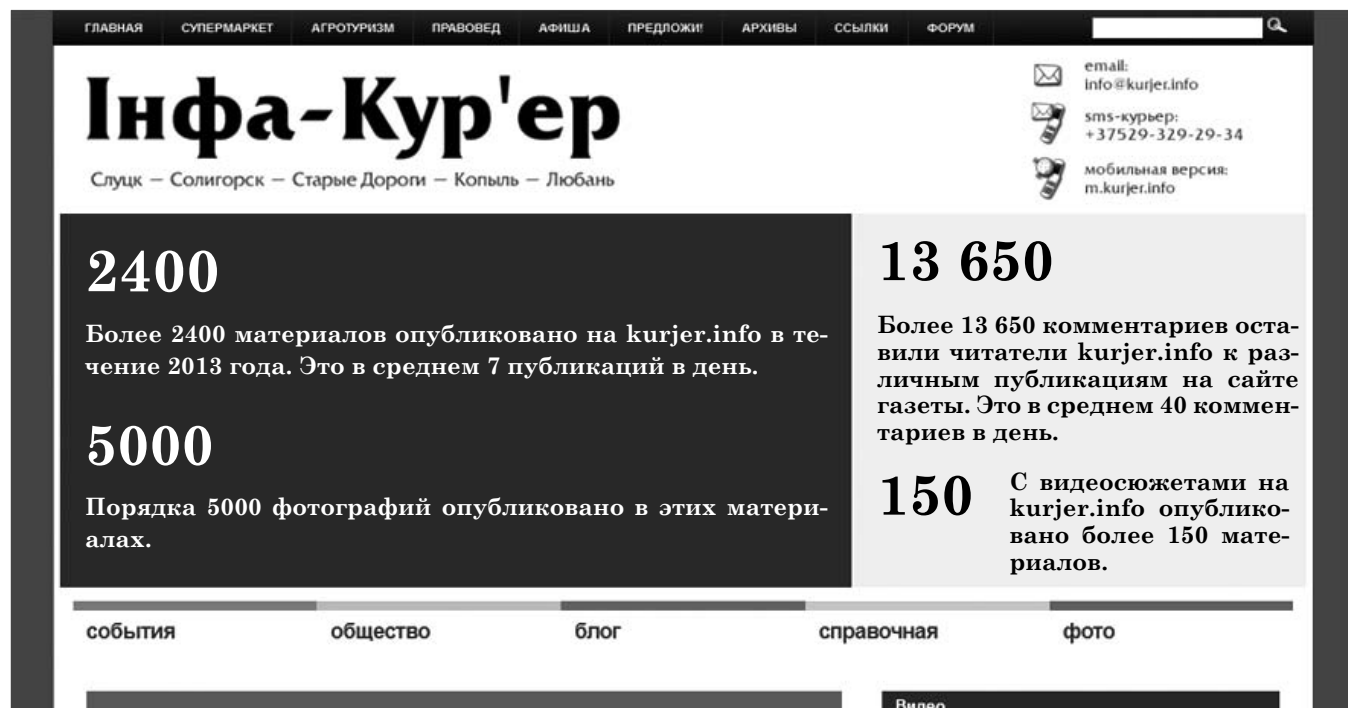 ГЛАВНАЯ СУПЕРМАРКЕТ АГРОТУРИЗМ ПРАВОВЕД АФИША ПРЕДЛОЖИ! АРХИВЫ ССЫЛКИ ФОРУМ
Інфа-Кур'ер
Слуцк — Солигорск — Старые Дороги — Копыль — Любань
email:
info@kurjer.info
sms-курьер:
+37529-329-29-34
мобильная версия:
m.kurjer.info
2400
Более 2400 материалов опубликовано на kurjer.info в те-
чение 2013 года. Это в среднем 7 публикаций в день.
5000
Порядка 5000 фотографий опубликовано в этих матери-
алах.
13 650
Более 13 650 комментариев оста-
вили читатели kurjer.info к раз-
личным публикациям на сайте
газеты. Это в среднем 40 коммен-
тариев в день.
150
С видеосюжетами на
kurjer.info опублико-
вано более 150 мате-
риалов.
события общество блог справочная фото
Видео